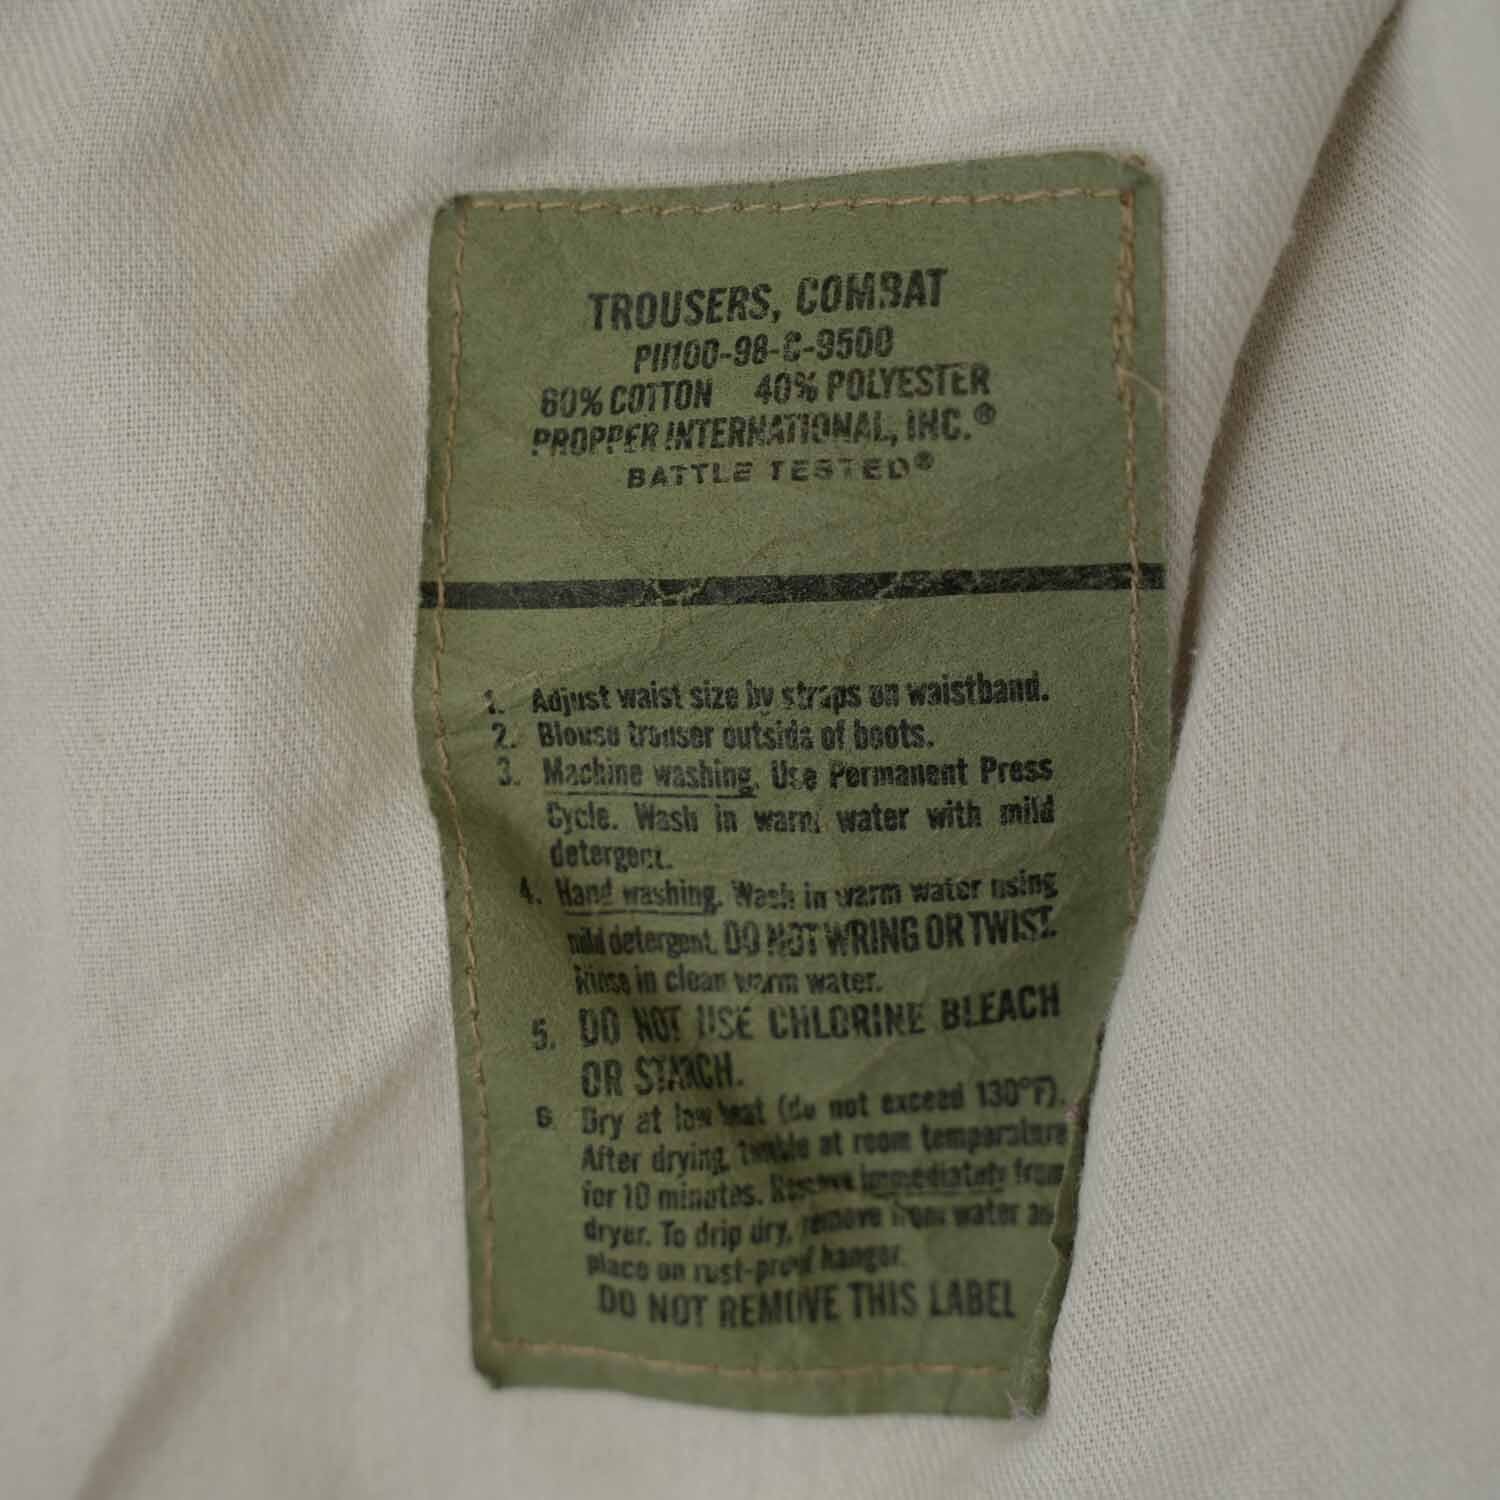 TROUSERS, COMBAT
PII100-98-C-9500
60% COTTON 40% POLYESTER
PROPPER INTERNATIONAL, INC.®
BATTLE TESTED®
1. Adjust waist size by straps on waistband.
2. Blouse trouser outside of boots.
3. Machine washing. Use Permanent Press
Cycle. Wash in warm water with mild
detergent.
4. Hand washing. Wash in warm water using
mild detergent. DO NOT WRING OR TWIST.
Rinse in clean warm water.
5. DO NOT USE CHLORINE BLEACH
OR STARCH.
6. Dry at low heat (do not exceed 130°F).
After drying, tumble at room temperature
for 10 minutes. Remove immediately from
dryer. To drip dry, remove from water an
place on rust-proof hanger.
DO NOT REMOVE THIS LABEL